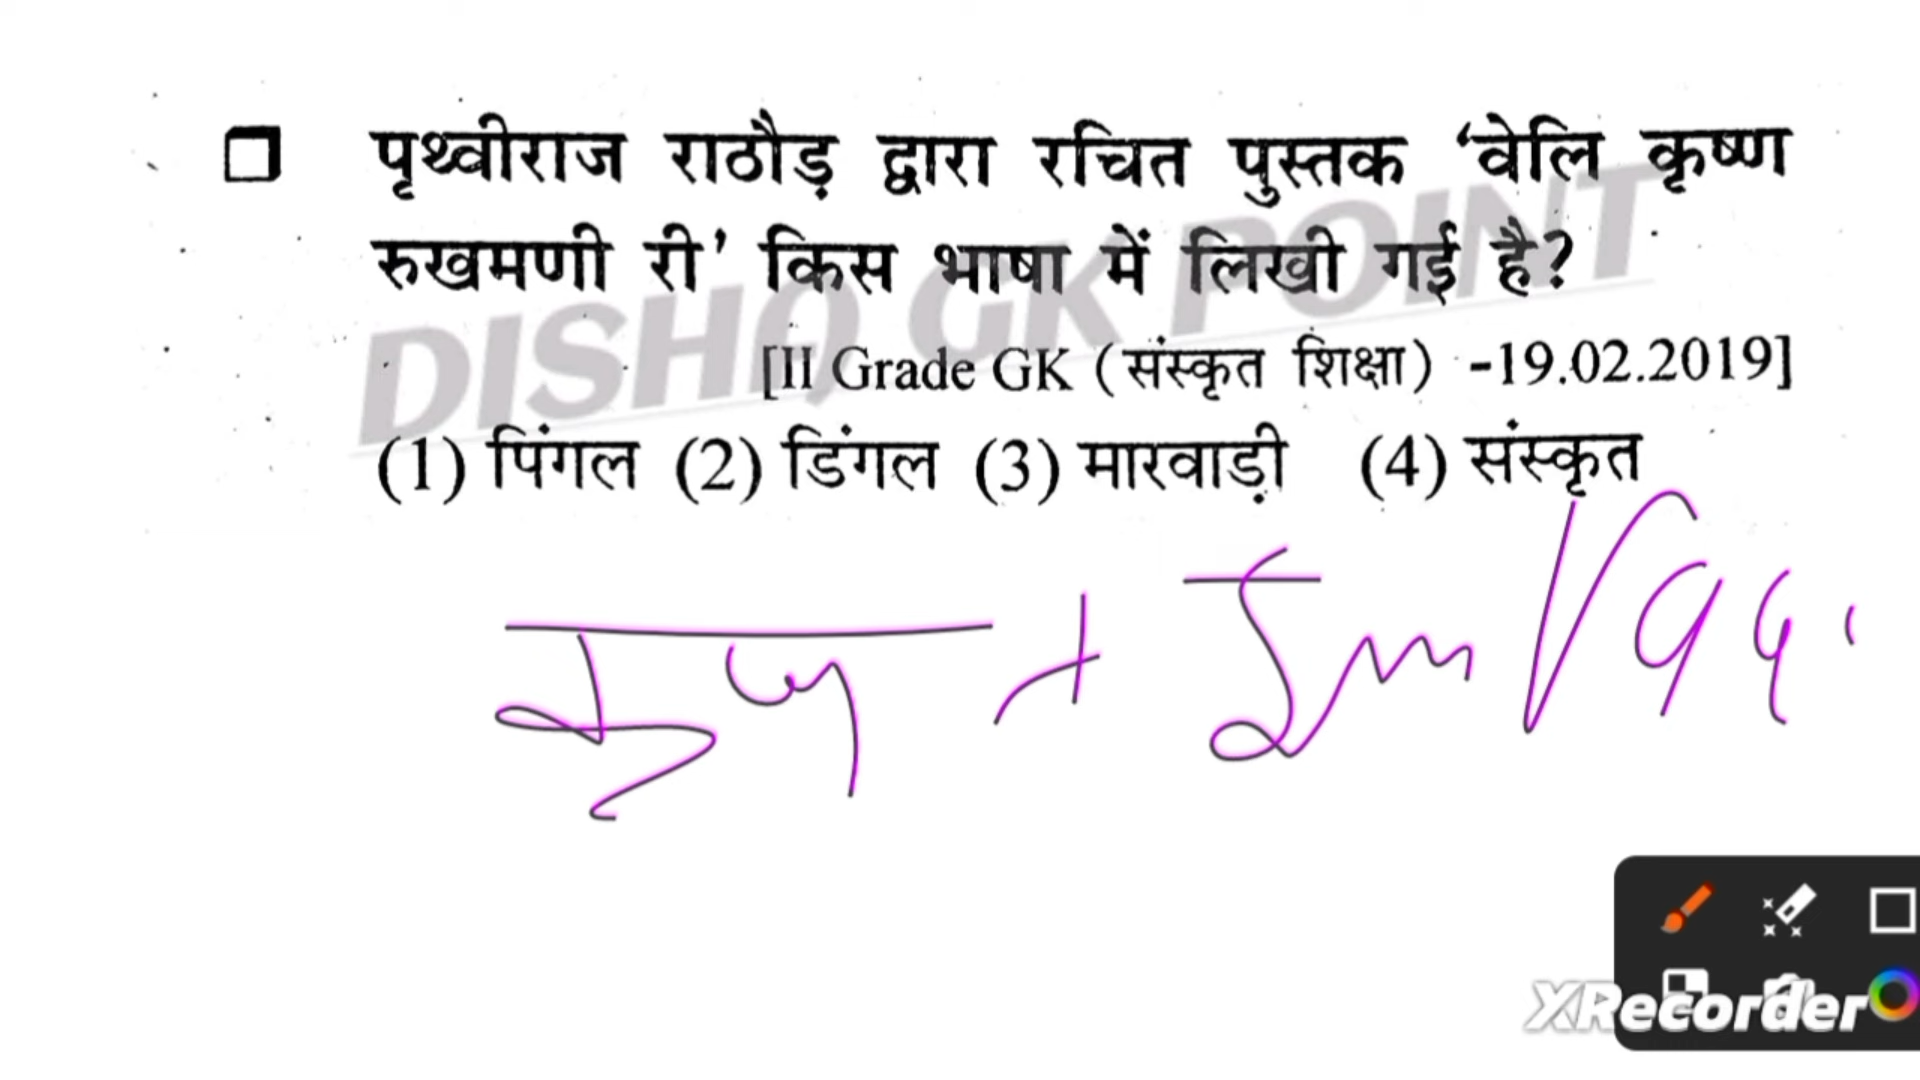 पृथ्वीराज राठौड़ द्वारा रचित पुस्तक ‘वेलि कृष्ण
रुखमणी री’ किस भाषा में लिखी गई है?
[II Grade GK (संस्कृत शिक्षा) -19.02.2019]
(1) पिंगल (2) डिंगल (3) मारवाड़ी (4) संस्कृत
DISHA GK POINT
XRecorder